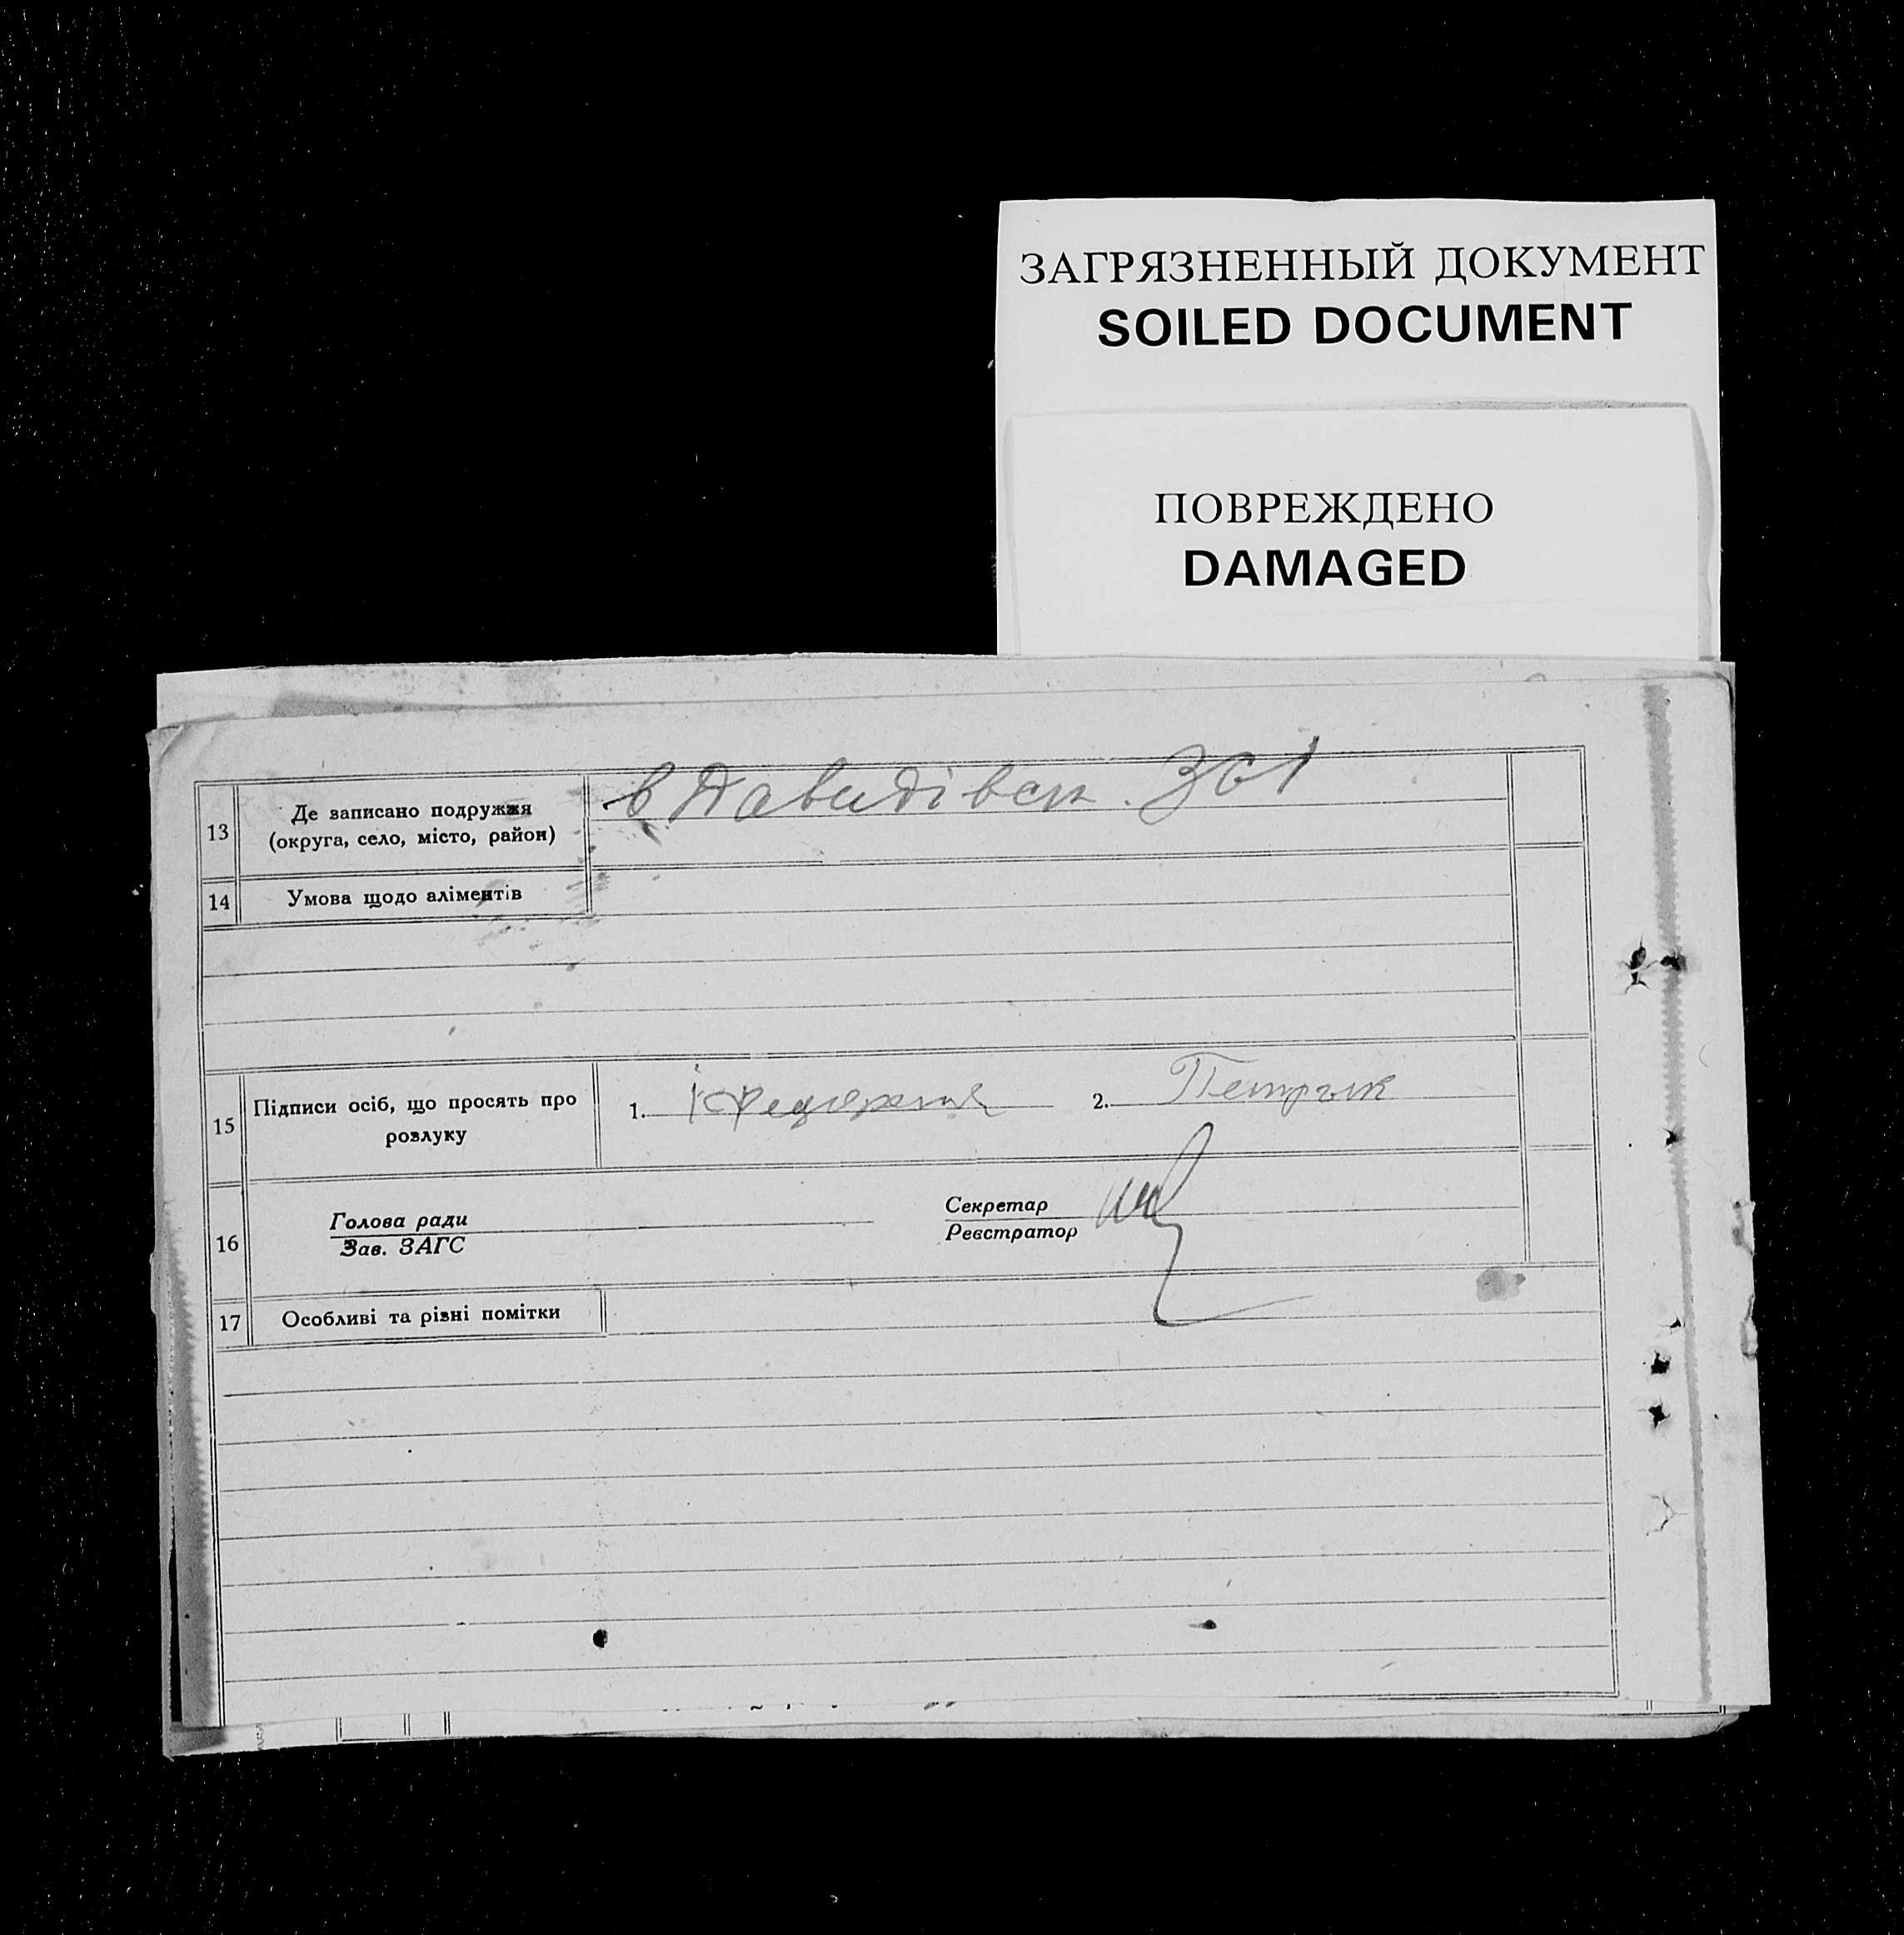 ЗАГРЯЗНЕННЫЙ ДОКУМЕНТ
SOILED DOCUMENT
ПОВРЕЖДЕНО
DAMAGED
13 Де записано подружжя (округа, село, місто, район) в Давидівск.
14 Умова щодо аліментів
15 Підписи осіб, що просять про розлуку 1. 2. Петрик
16 Голова ради Секретар
Зав. ЗАГС Реєстратор
17 Особливі та різні помітки